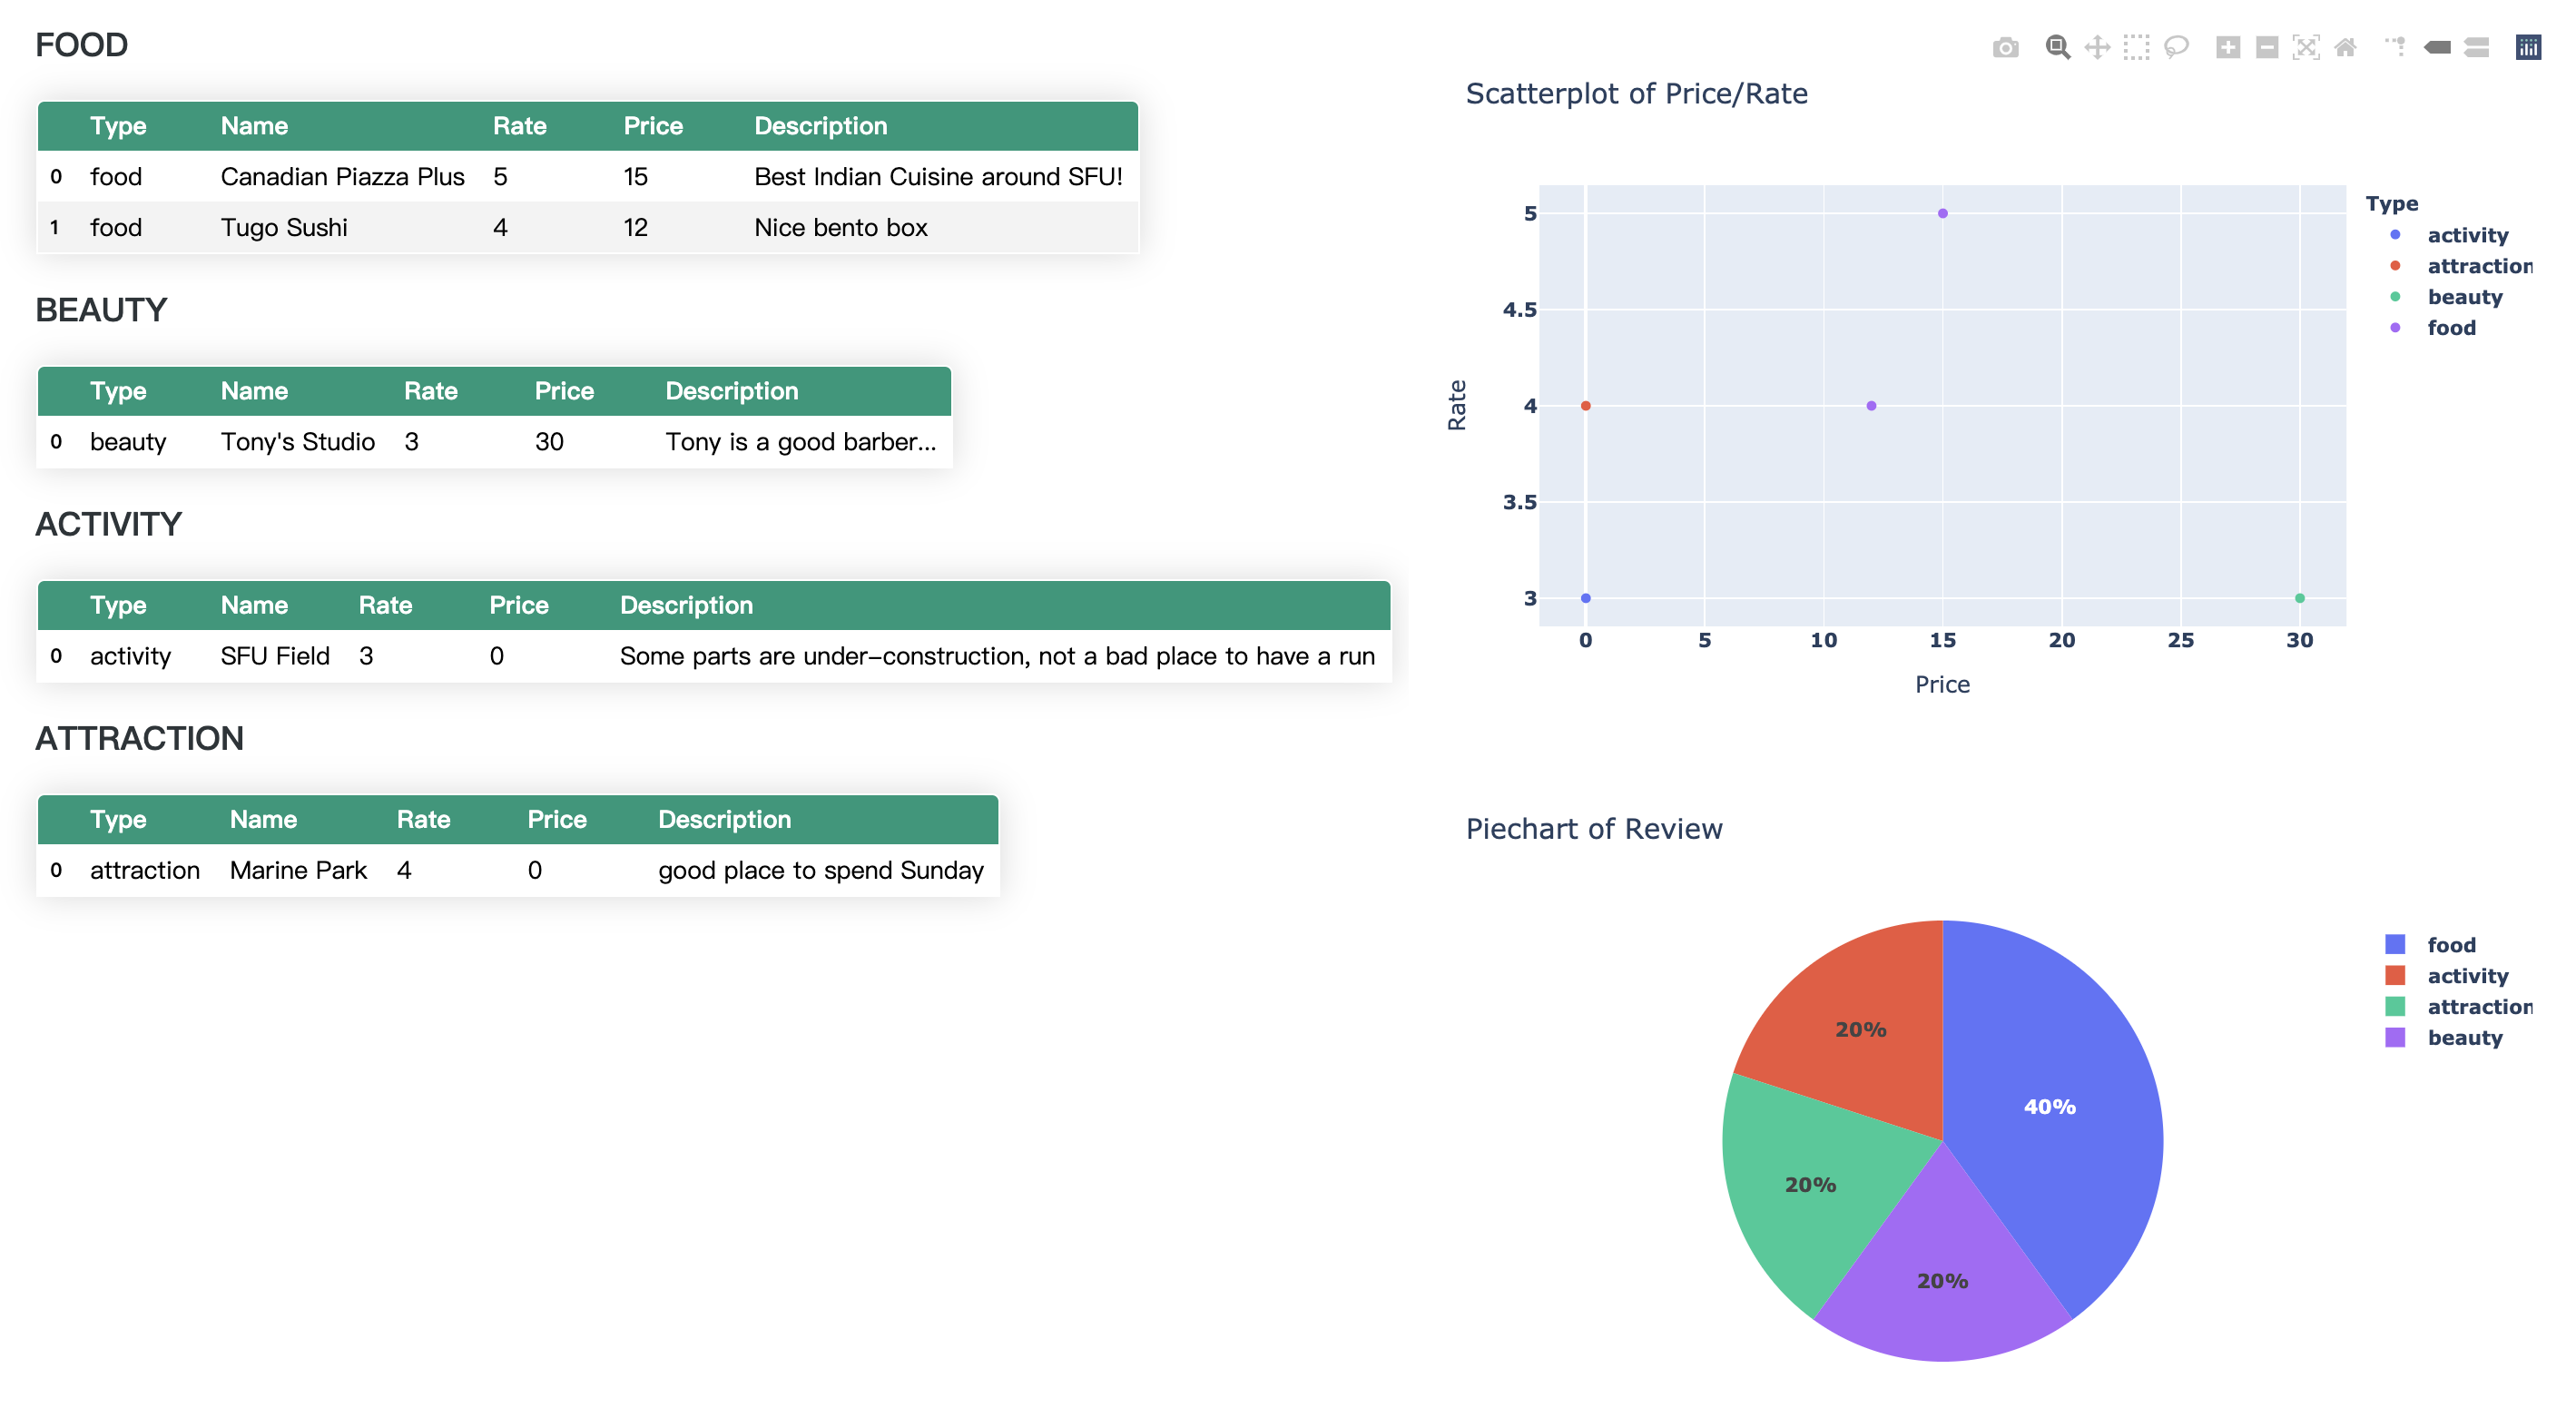 FOOD
Type Name Rate Price Description
0 food Canadian Piazza Plus 5 15 Best Indian Cuisine around SFU!
1 food Tugo Sushi 4 12 Nice bento box
BEAUTY
Type Name Rate Price Description
0 beauty Tony's Studio 3 30 Tony is a good barber...
ACTIVITY
Type Name Rate Price Description
0 activity SFU Field 3 0 Some parts are under-construction, not a bad place to have a run
ATTRACTION
Type Name Rate Price Description
0 attraction Marine Park 4 0 good place to spend Sunday
Scatterplot of Price/Rate
5
4.5
4
3.5
3
Rate
0 5 10 15 20 25 30
Price
Type
activity
attraction
beauty
food
Piechart of Review
20%
40%
20%
20%
food
activity
attraction
beauty